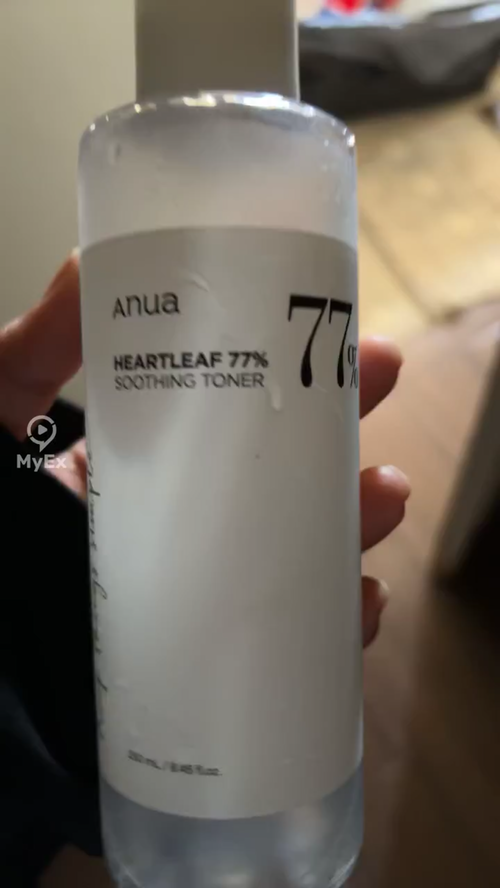 Anua
HEARTLEAF 77%
SOOTHING TONER
77%
250 mL / 8.45 fl.oz.
MyEx